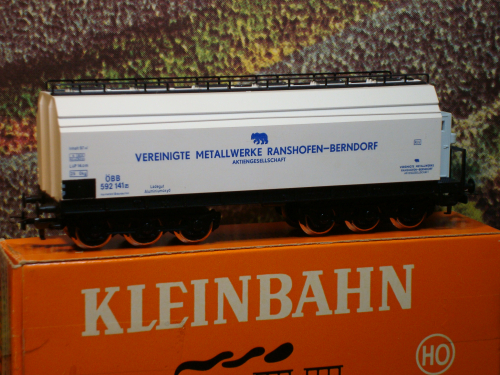 VEREINIGTE METALLWERKE RANSHOFEN-BERNDORF
AKTIENGESELLSCHAFT
ÖBB
592 141
KLEINBAHN
HO